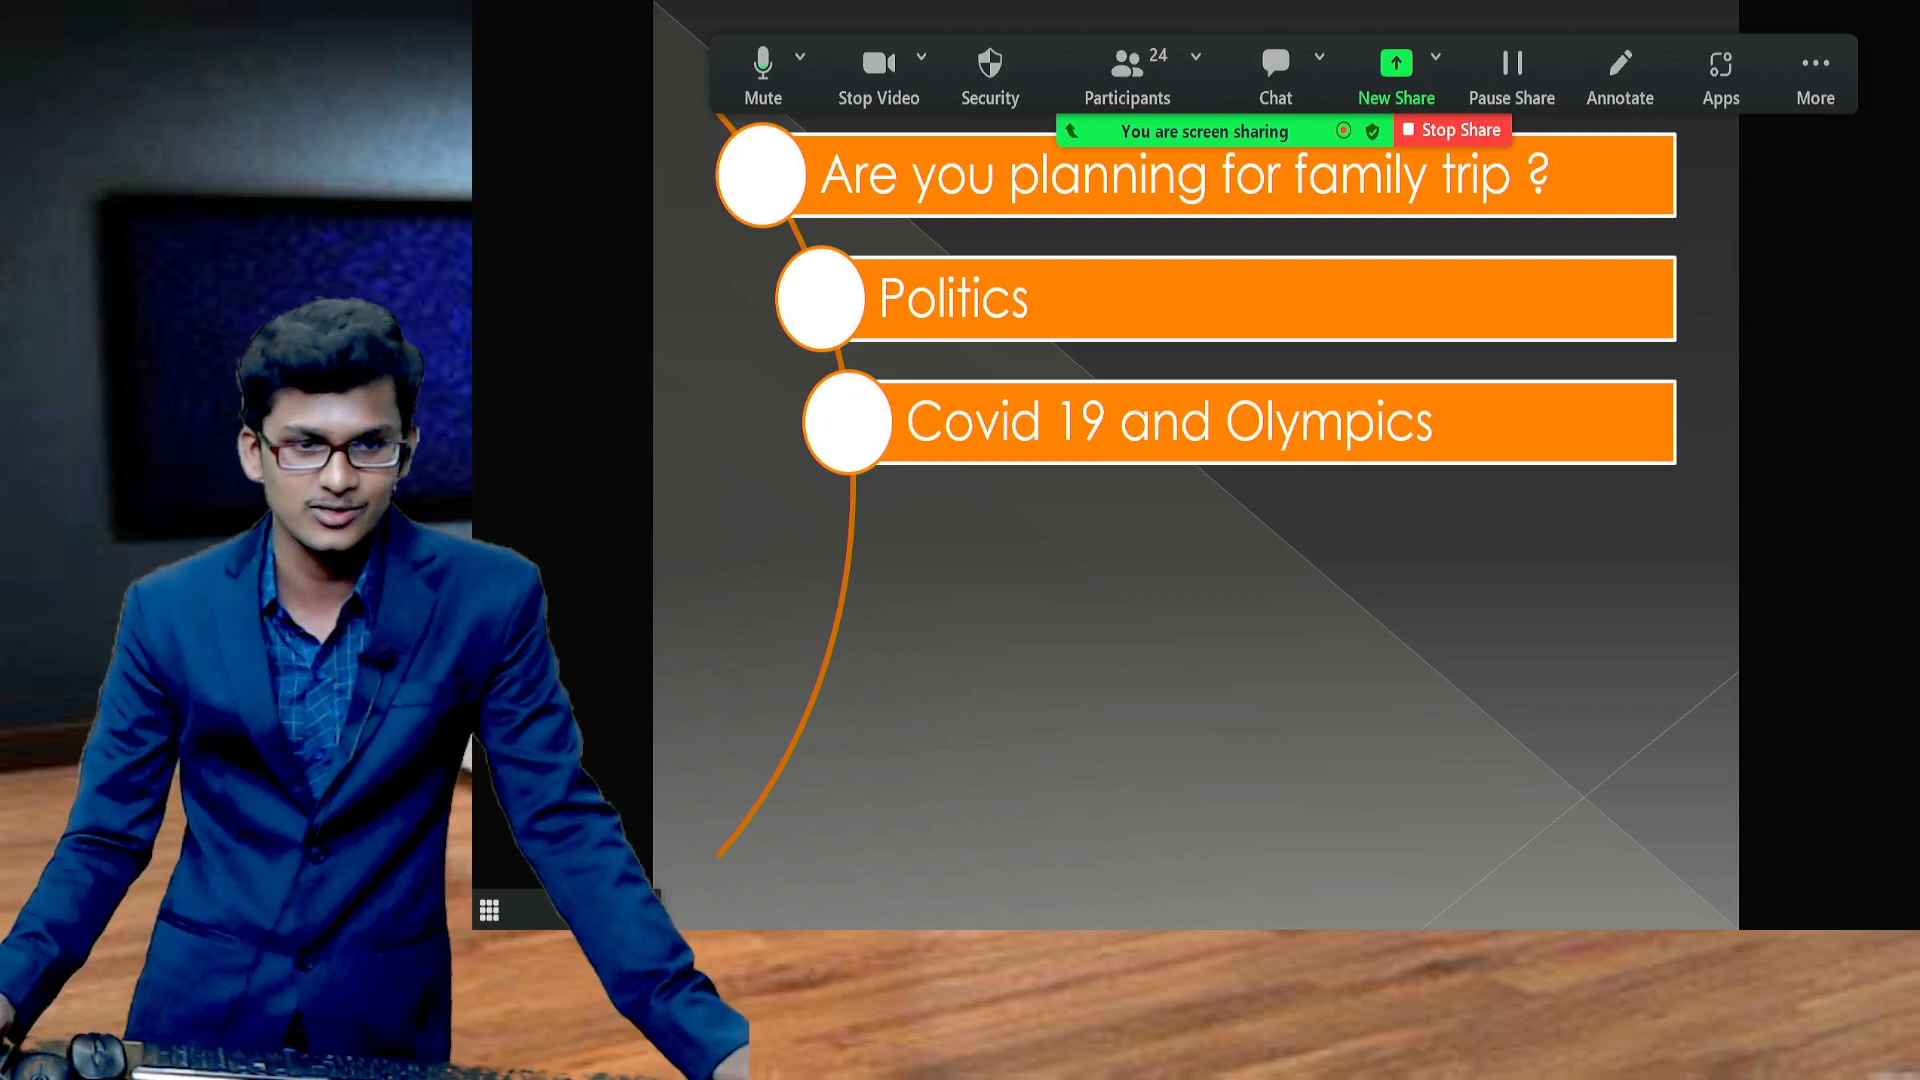 Mute
Stop Video
Security
Participants
24
Chat
New Share
Pause Share
Annotate
Apps
More
You are screen sharing
Stop Share
Are you planning for family trip ?
Politics
Covid 19 and Olympics